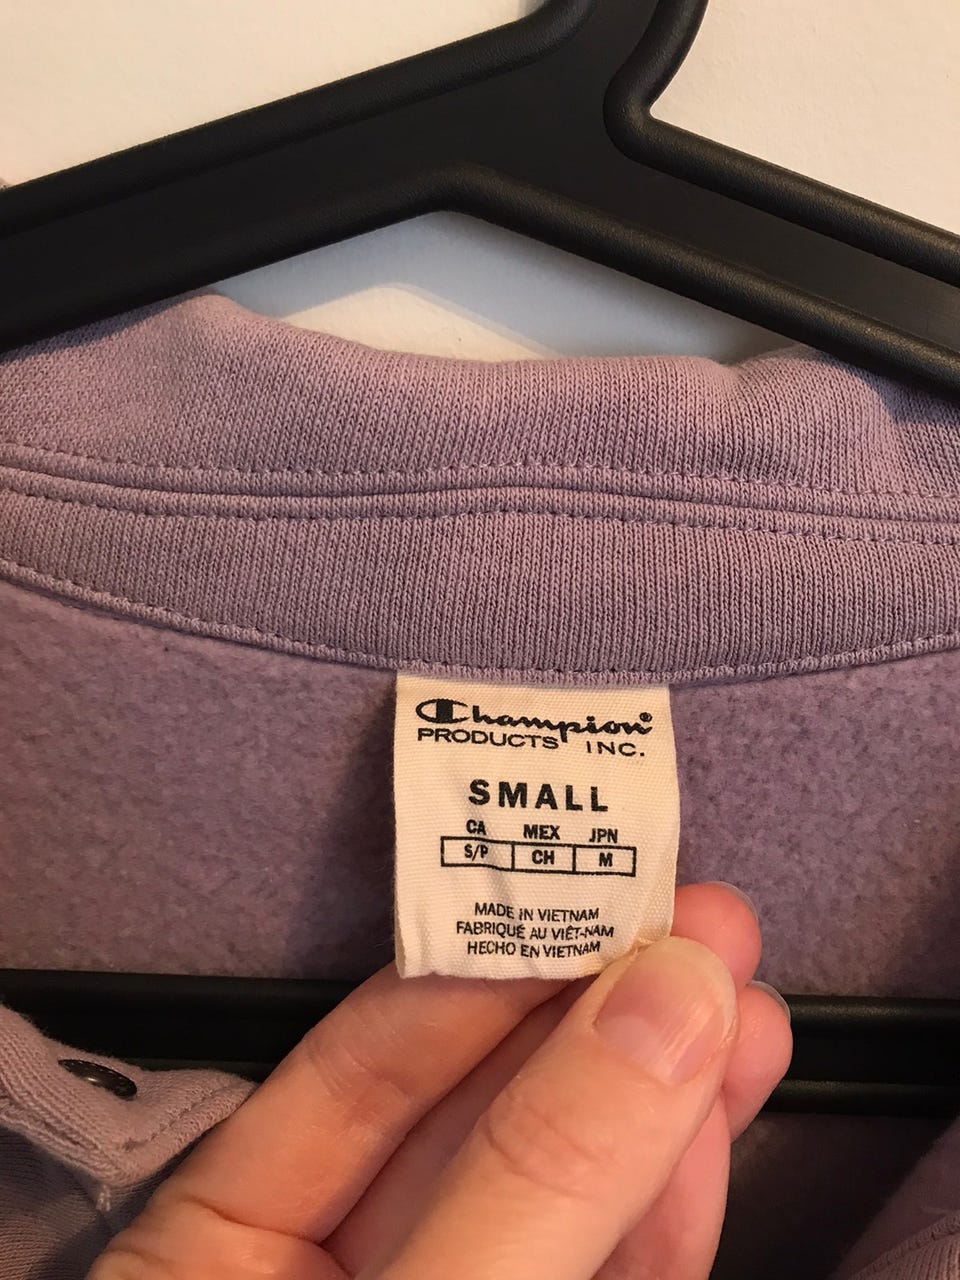 Champion®
PRODUCTS INC.
SMALL
CA MEX JPN
S/P CH M
MADE IN VIETNAM
FABRIQUÉ AU VIÊT-NAM
HECHO EN VIETNAM